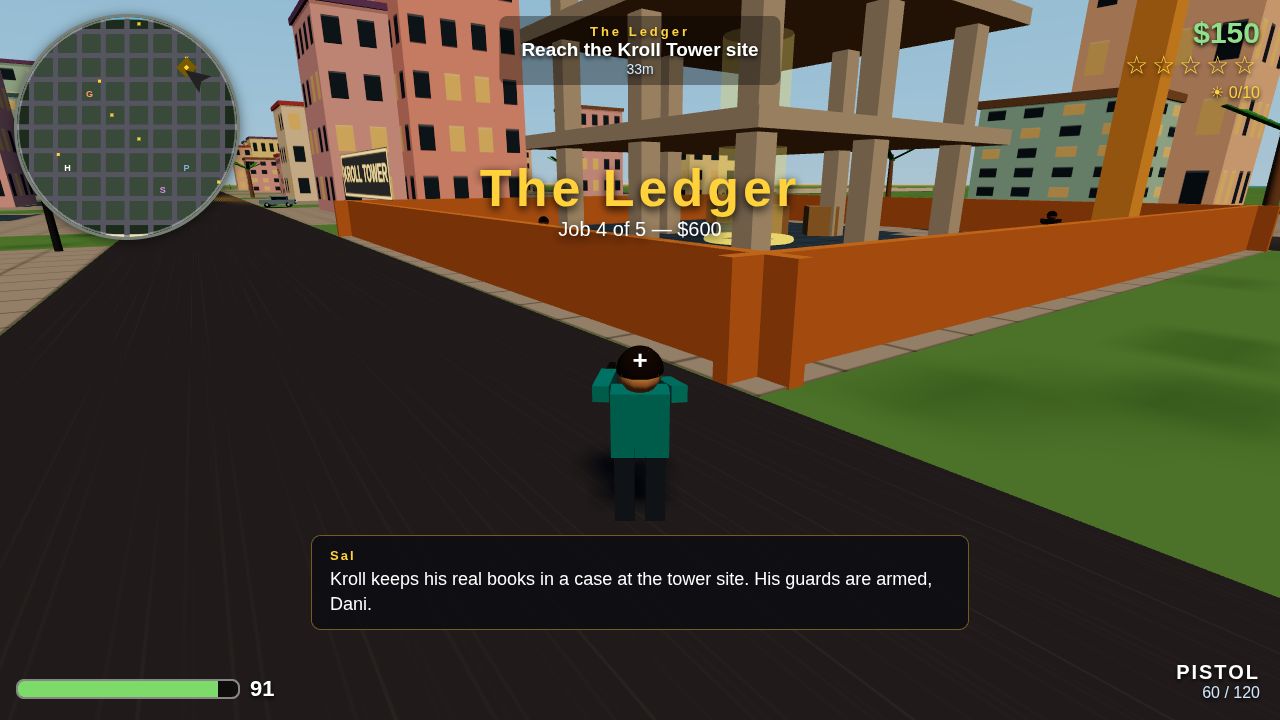 The Ledger
Reach the Kroll Tower site
33m
$150
☆☆☆☆☆
☀ 0/10
G
H
P
S
KROLL TOWER
The Ledger
Job 4 of 5 — $600
Sal
Kroll keeps his real books in a case at the tower site. His guards are armed,
Dani.
91
PISTOL
60 / 120